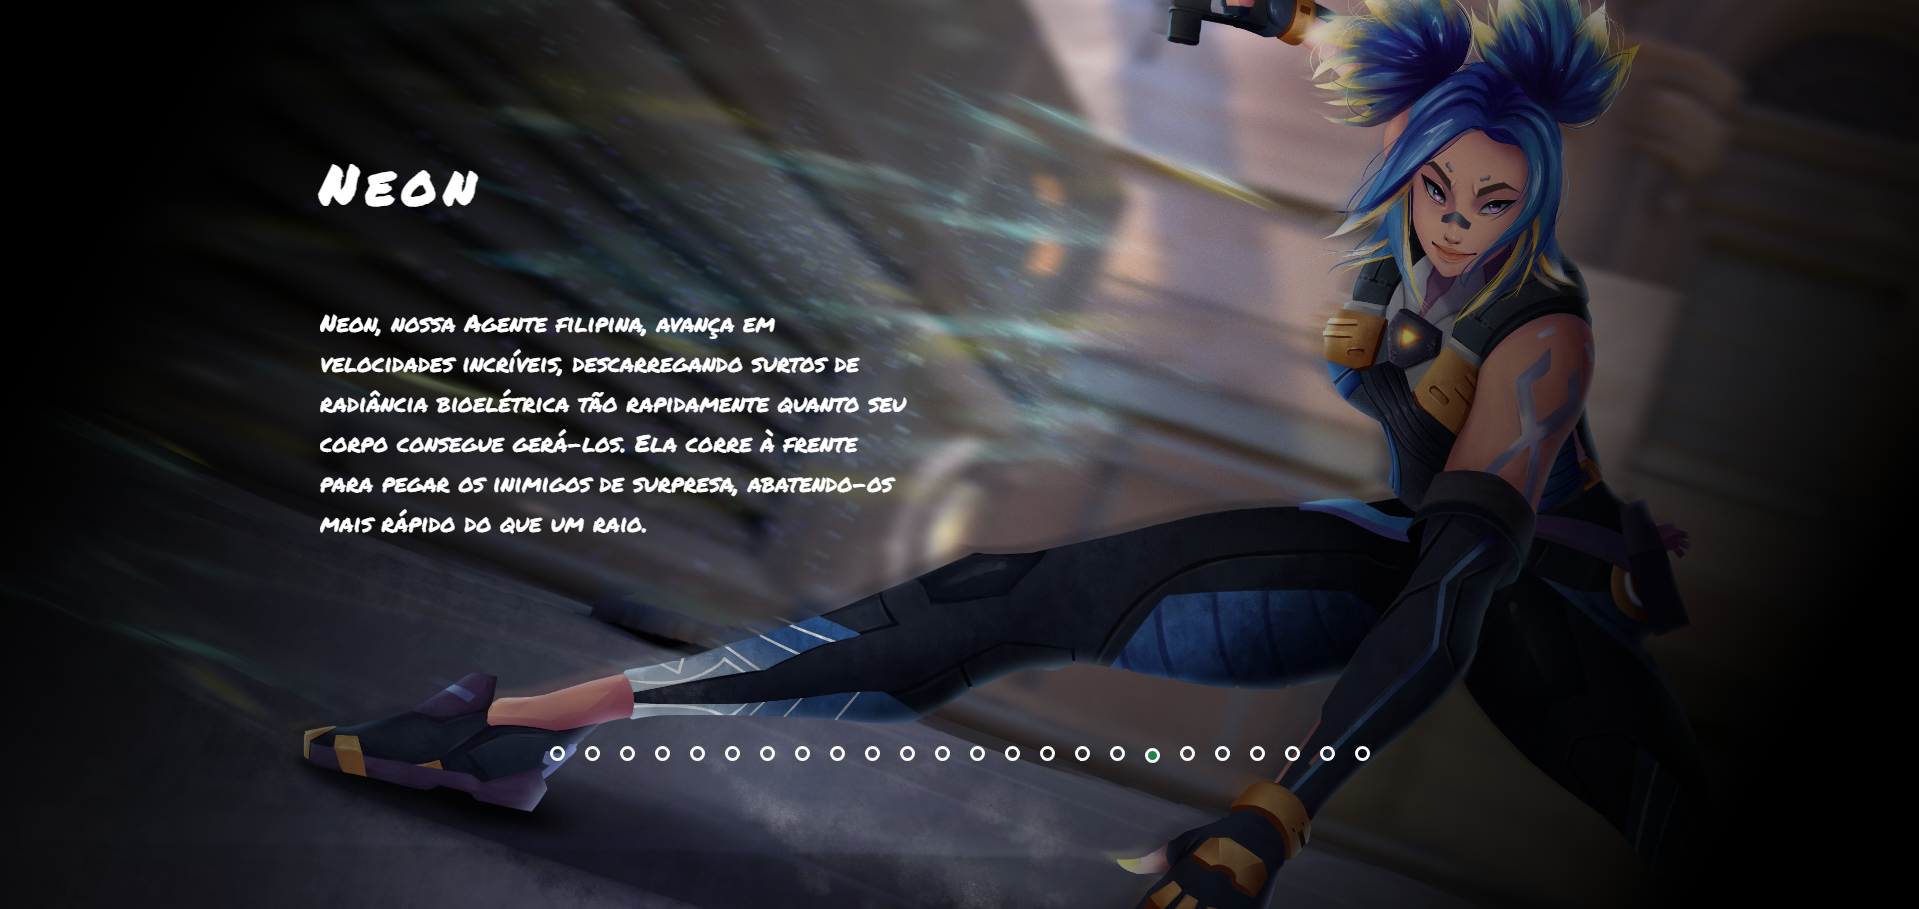 Neon
Neon, nossa Agente filipina, avança em
velocidades incríveis, descarregando surtos de
radiância bioelétrica tão rapidamente quanto seu
corpo consegue gerá-los. Ela corre à frente
para pegar os inimigos de surpresa, abatendo-os
mais rápido do que um raio.